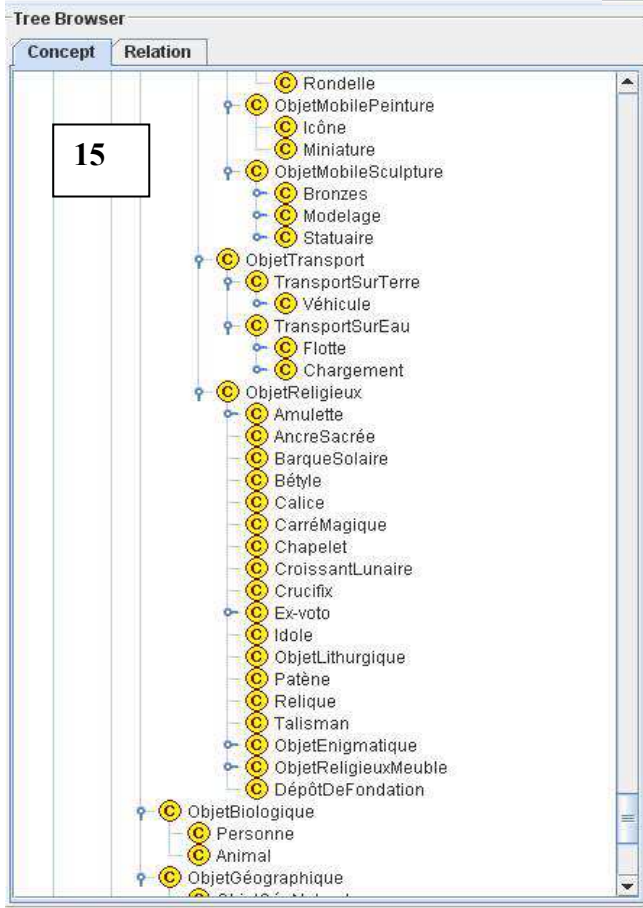 Tree Browser
Concept Relation
Rondelle
ObjetMobilePeinture
Icône
15
Miniature
ObjetMobileSculpture
Bronzes
Modelage
Statuaire
ObjetTransport
TransportSurTerre
Véhicule
TransportSurEau
Flotte
Chargement
ObjetReligieux
Amulette
AncreSacrée
BarqueSolaire
Bétyle
Calice
CarréMagique
Chapelet
CroissantLunaire
Crucifix
Ex-voto
Idole
ObjetLithurgique
Patène
Relique
Talisman
ObjetEnigmatique
ObjetReligieuxMeuble
DépôtDeFondation
ObjetBiologique
Personne
Animal
ObjetGéographique